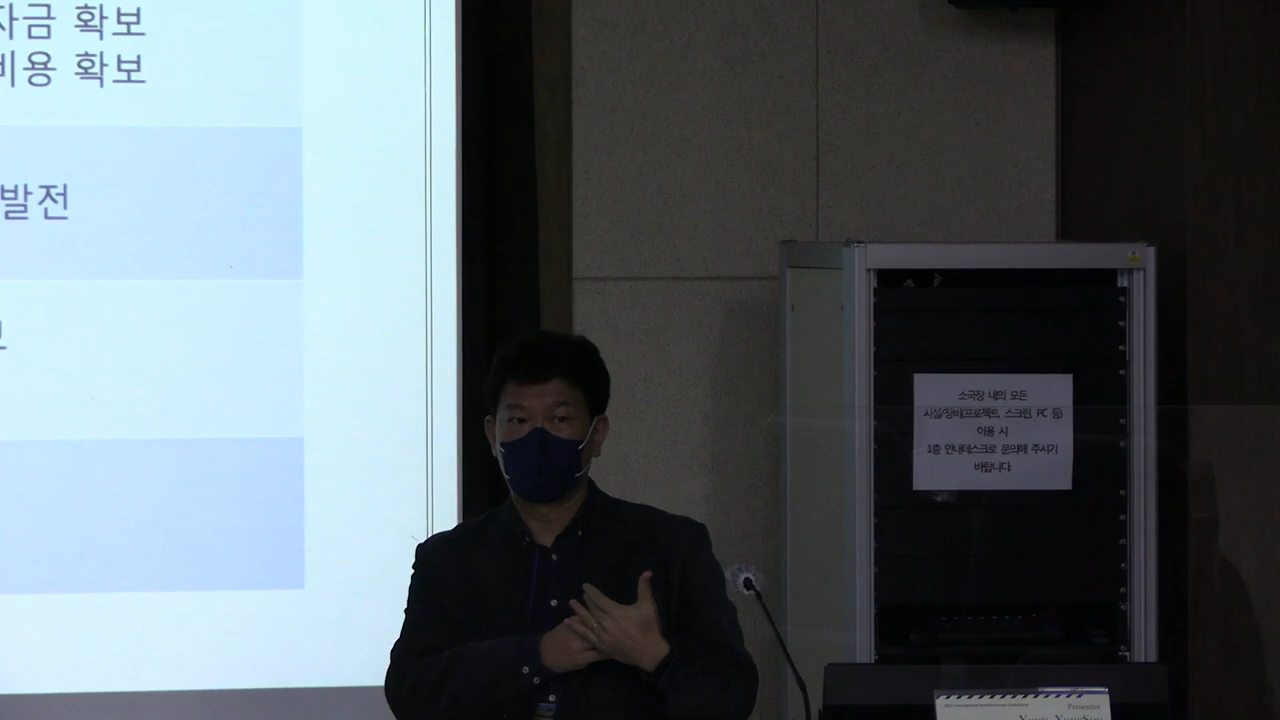 자금 확보
비용 확보
발전
소극장 내의 모든
시설/장비(프로젝트, 스크린, PC 등)
이용 시
1층 안내데스크로 문의해 주시기
바랍니다.
Presenter